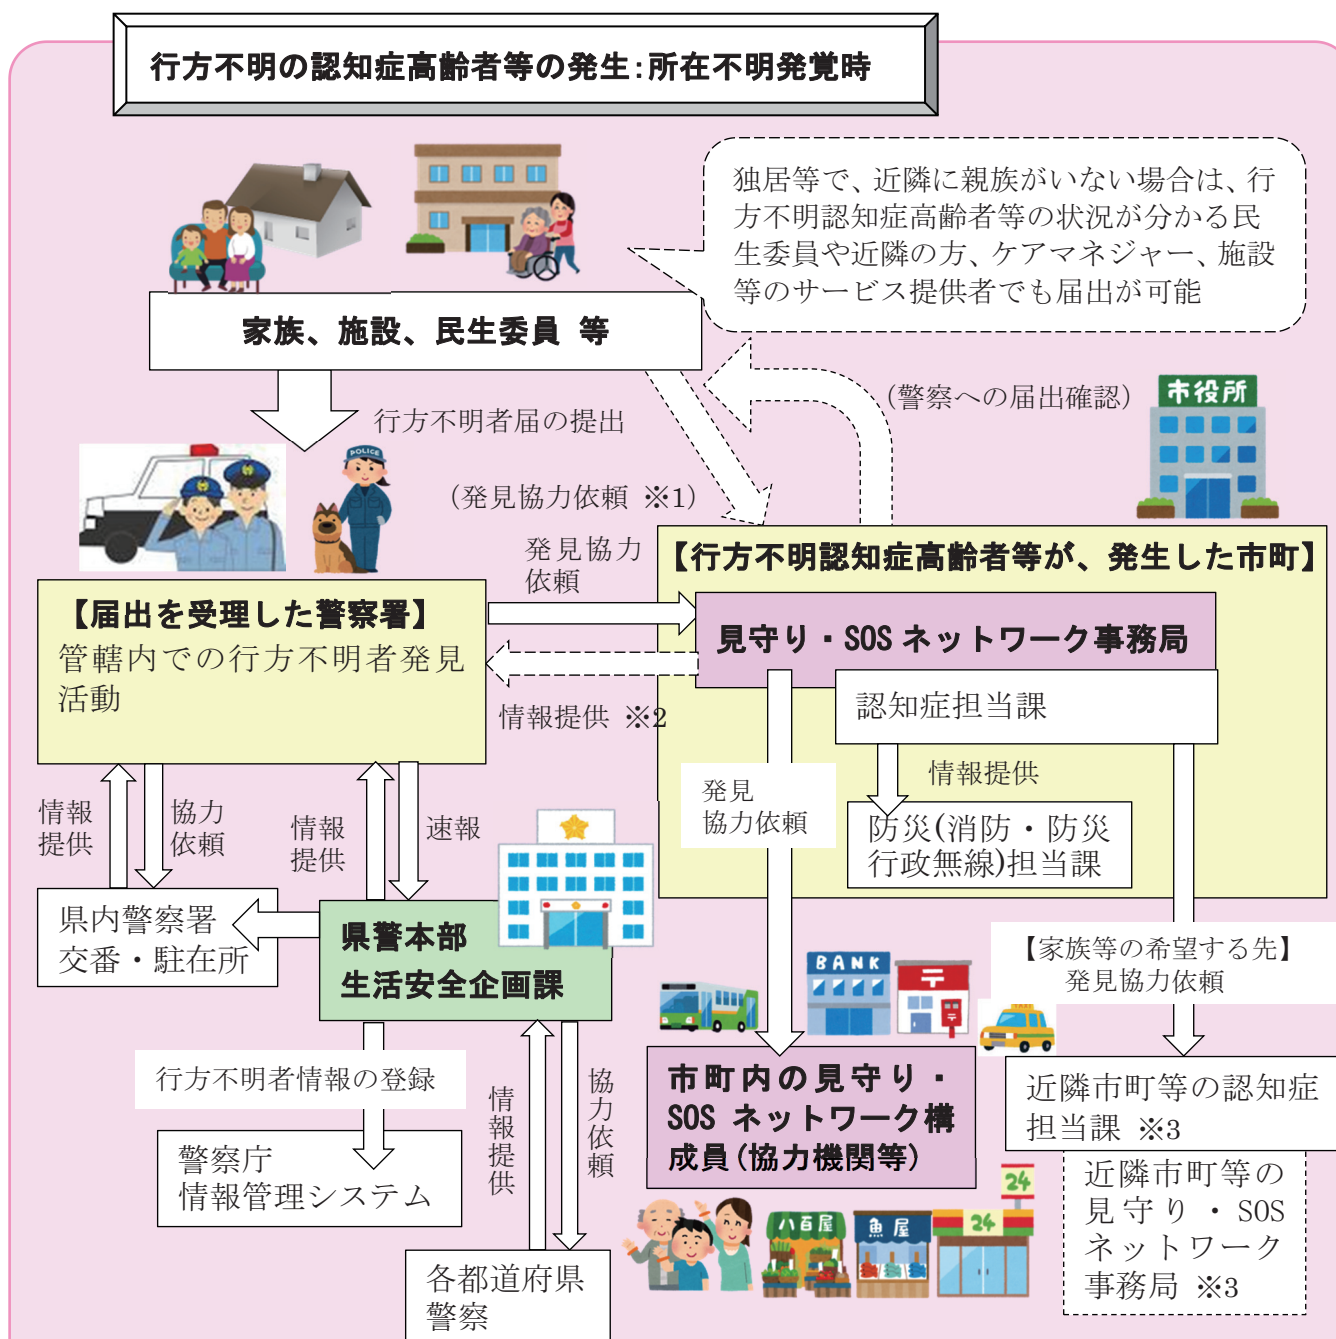 行方不明の認知症高齢者等の発生：所在不明発覚時
独居等で、近隣に親族がいない場合は、行
方不明認知症高齢者等の状況が分かる民
生委員や近隣の方、ケアマネジャー、施設
等のサービス提供者でも届出が可能
家族、施設、民生委員 等
行方不明者届の提出
(警察への届出確認)
市役所
POLICE
(発見協力依頼 ※1)
発見協力
依頼
【行方不明認知症高齢者等が、発生した市町】
【届出を受理した警察署】
管轄内での行方不明者発見
活動
見守り・SOS ネットワーク事務局
情報提供 ※2
認知症担当課
情報提供
発見
協力依頼
防災(消防・防災
行政無線)担当課
情報
提供
協力
依頼
情報
提供
速報
県内警察署
交番・駐在所
県警本部
生活安全企画課
【家族等の希望する先】
発見協力依頼
BANK
〒
行方不明者情報の登録
情報提供
協力依頼
警察庁
情報管理システム
各都道府県
警察
市町内の見守り・
SOS ネットワーク構
成員(協力機関等)
近隣市町等の認知症
担当課 ※3
近隣市町等の
見守り・SOS
ネットワーク
事務局 ※3
八百屋
魚屋
24
24